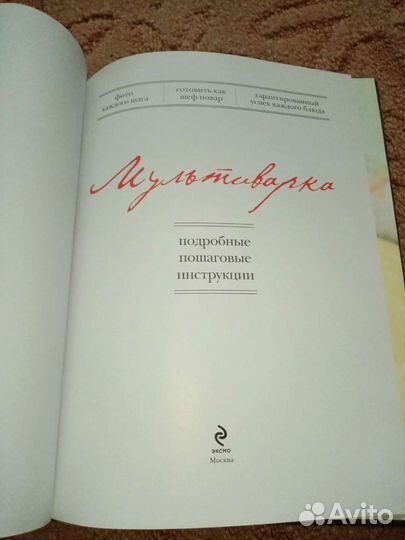 фото
каждого шага
готовить как
шеф-повар
гарантированный
успех каждого блюда
Мультиварка
подробные
пошаговые
инструкции
ЭКСМО
Москва
Avito